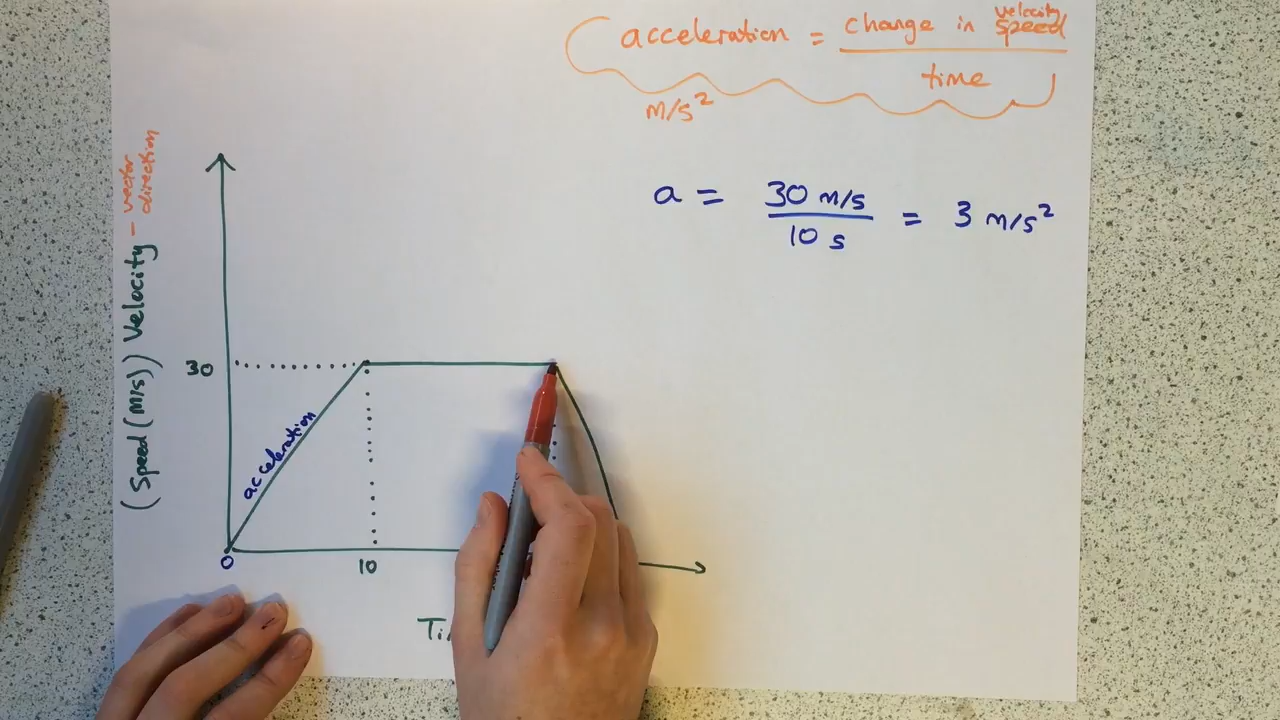 acceleration = change in velocity speed
time
m/s²
a = 30 m/s = 3 m/s²
10 s
(Speed (m/s)) Velocity - vector direction
30
acceleration
0
10